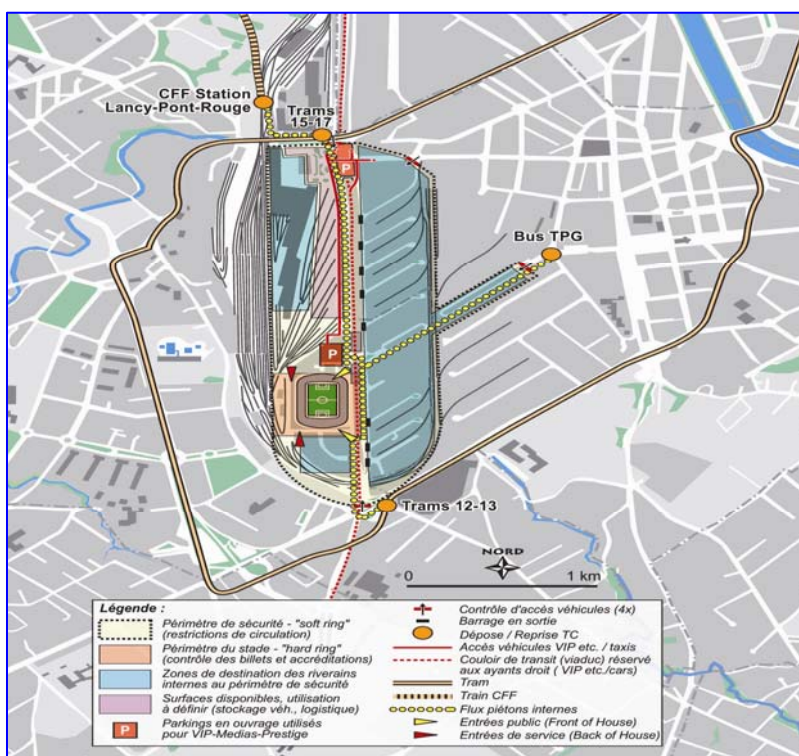 CFF Station
Lancy-Pont-Rouge
Trams
15-17
P
Bus TPG
P
Trams 12-13
NORD
0 1 km
Légende :
Périmètre de sécurité - "soft ring"
(restrictions de circulation)
Périmètre du stade - "hard ring"
(contrôle des billets et accréditations)
Zones de destination des riverains
internes au périmètre de sécurité
Surfaces disponibles, utilisation
à définir (stockage véh., logistique)
P
Parkings en ouvrage utilisés
pour VIP-Medias-Prestige
Contrôle d'accès véhicules (4x)
Barrage en sortie
Dépose / Reprise TC
Accès véhicules VIP etc. / taxis
Couloir de transit (viaduc) réservé
aux ayants droit ( VIP etc./cars)
Tram
Train CFF
Flux piétons internes
Entrées public (Front of House)
Entrées de service (Back of House)